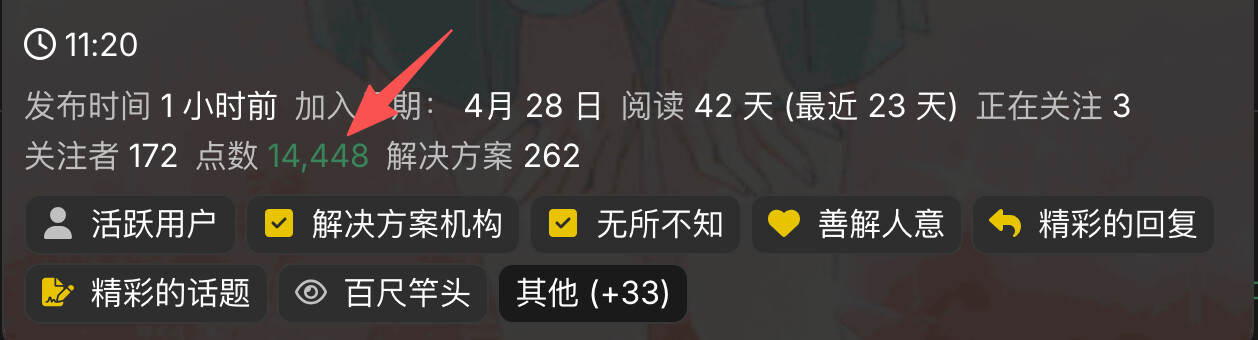 11:20
发布时间 1 小时前 加入 期： 4月 28 日 阅读 42 天 (最近 23 天) 正在关注 3
关注者 172 点数 14,448 解决方案 262
活跃用户 解决方案机构 无所不知 善解人意 精彩的回复
精彩的话题 百尺竿头 其他 (+33)